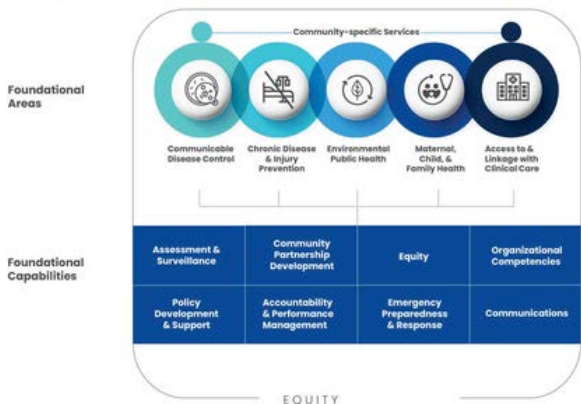 Community-specific Services
Foundational
Areas
Communicable
Disease Control
Chronic Disease
& Injury
Prevention
Environmental
Public Health
Maternal,
Child, &
Family Health
Access to &
Linkage with
Clinical Care
Foundational
Capabilities
Assessment &
Surveillance
Community
Partnership
Development
Equity
Organizational
Competencies
Policy
Development
& Support
Accountability
& Performance
Management
Emergency
Preparedness
& Response
Communications
EQUITY